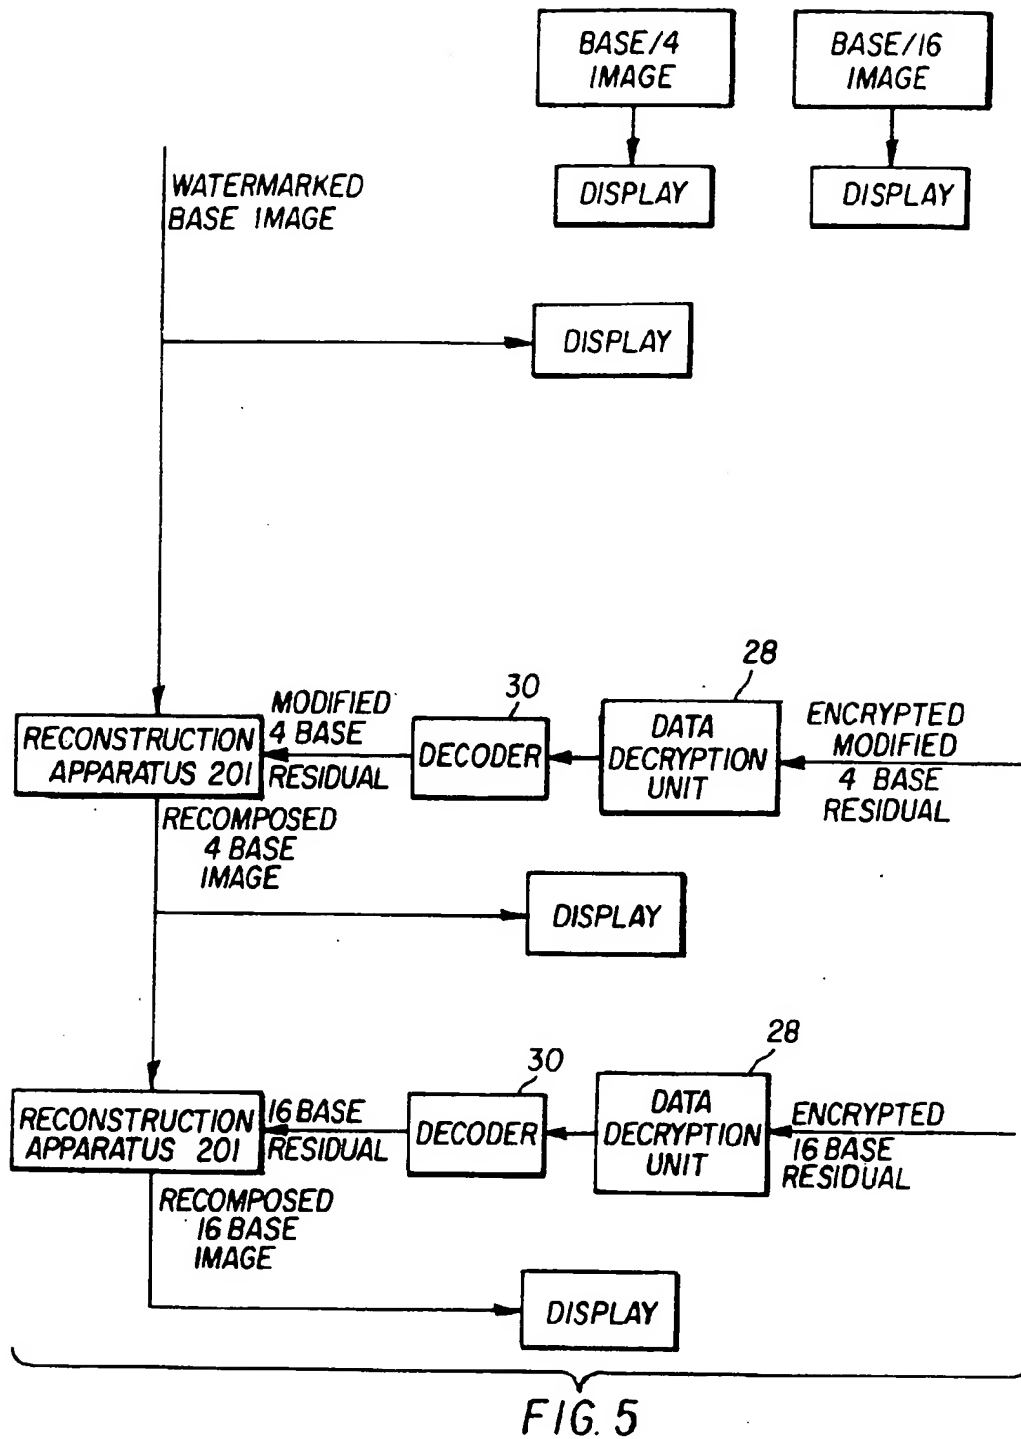 BASE/4
IMAGE
BASE/16
IMAGE
DISPLAY
DISPLAY
WATERMARKED
BASE IMAGE
DISPLAY
28
30
MODIFIED
4 BASE
RESIDUAL
RECONSTRUCTION
APPARATUS 201
DECODER
DATA
DECRYPTION
UNIT
ENCRYPTED
MODIFIED
4 BASE
RESIDUAL
RECOMPOSED
4 BASE
IMAGE
DISPLAY
28
30
RECONSTRUCTION
APPARATUS 201
16 BASE
RESIDUAL
DECODER
DATA
DECRYPTION
UNIT
ENCRYPTED
16 BASE
RESIDUAL
RECOMPOSED
16 BASE
IMAGE
DISPLAY
FIG. 5